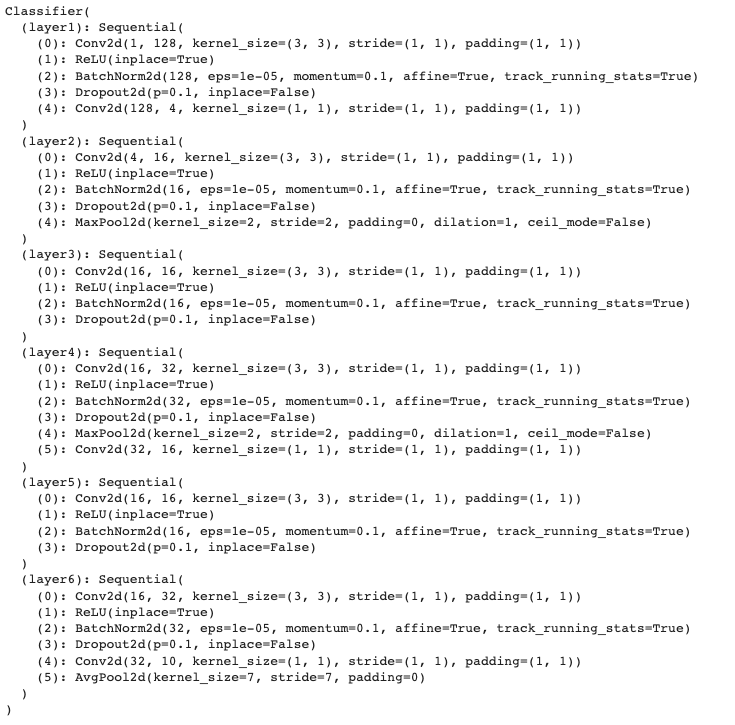 Classifier(
  (layer1): Sequential(
    (0): Conv2d(1, 128, kernel_size=(3, 3), stride=(1, 1), padding=(1, 1))
    (1): ReLU(inplace=True)
    (2): BatchNorm2d(128, eps=1e-05, momentum=0.1, affine=True, track_running_stats=True)
    (3): Dropout2d(p=0.1, inplace=False)
    (4): Conv2d(128, 4, kernel_size=(1, 1), stride=(1, 1), padding=(1, 1))
  )
  (layer2): Sequential(
    (0): Conv2d(4, 16, kernel_size=(3, 3), stride=(1, 1), padding=(1, 1))
    (1): ReLU(inplace=True)
    (2): BatchNorm2d(16, eps=1e-05, momentum=0.1, affine=True, track_running_stats=True)
    (3): Dropout2d(p=0.1, inplace=False)
    (4): MaxPool2d(kernel_size=2, stride=2, padding=0, dilation=1, ceil_mode=False)
  )
  (layer3): Sequential(
    (0): Conv2d(16, 16, kernel_size=(3, 3), stride=(1, 1), padding=(1, 1))
    (1): ReLU(inplace=True)
    (2): BatchNorm2d(16, eps=1e-05, momentum=0.1, affine=True, track_running_stats=True)
    (3): Dropout2d(p=0.1, inplace=False)
  )
  (layer4): Sequential(
    (0): Conv2d(16, 32, kernel_size=(3, 3), stride=(1, 1), padding=(1, 1))
    (1): ReLU(inplace=True)
    (2): BatchNorm2d(32, eps=1e-05, momentum=0.1, affine=True, track_running_stats=True)
    (3): Dropout2d(p=0.1, inplace=False)
    (4): MaxPool2d(kernel_size=2, stride=2, padding=0, dilation=1, ceil_mode=False)
    (5): Conv2d(32, 16, kernel_size=(1, 1), stride=(1, 1), padding=(1, 1))
  )
  (layer5): Sequential(
    (0): Conv2d(16, 16, kernel_size=(3, 3), stride=(1, 1), padding=(1, 1))
    (1): ReLU(inplace=True)
    (2): BatchNorm2d(16, eps=1e-05, momentum=0.1, affine=True, track_running_stats=True)
    (3): Dropout2d(p=0.1, inplace=False)
  )
  (layer6): Sequential(
    (0): Conv2d(16, 32, kernel_size=(3, 3), stride=(1, 1), padding=(1, 1))
    (1): ReLU(inplace=True)
    (2): BatchNorm2d(32, eps=1e-05, momentum=0.1, affine=True, track_running_stats=True)
    (3): Dropout2d(p=0.1, inplace=False)
    (4): Conv2d(32, 10, kernel_size=(1, 1), stride=(1, 1), padding=(1, 1))
    (5): AvgPool2d(kernel_size=7, stride=7, padding=0)
  )
)